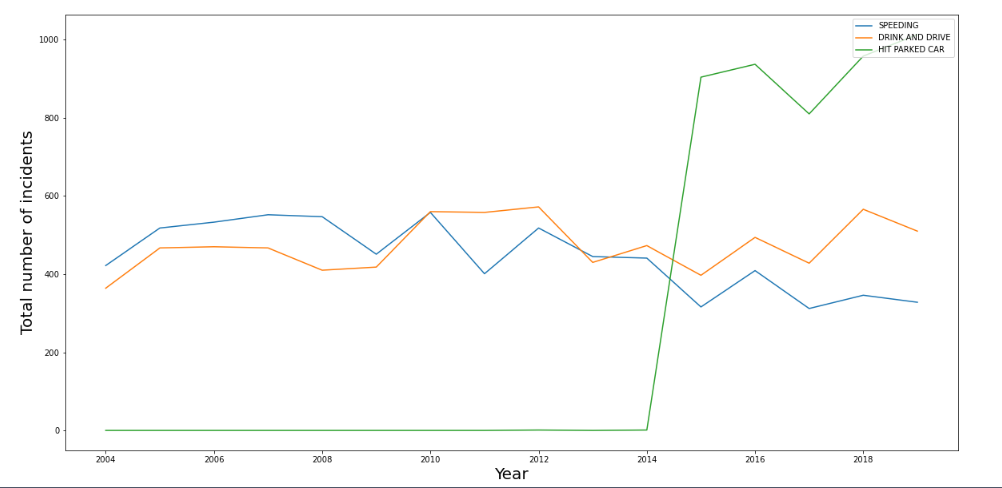 SPEEDING
DRINK AND DRIVE
HIT PARKED CAR
Total number of incidents
1000
800
600
400
200
0
2004 2006 2008 2010 2012 2014 2016 2018
Year